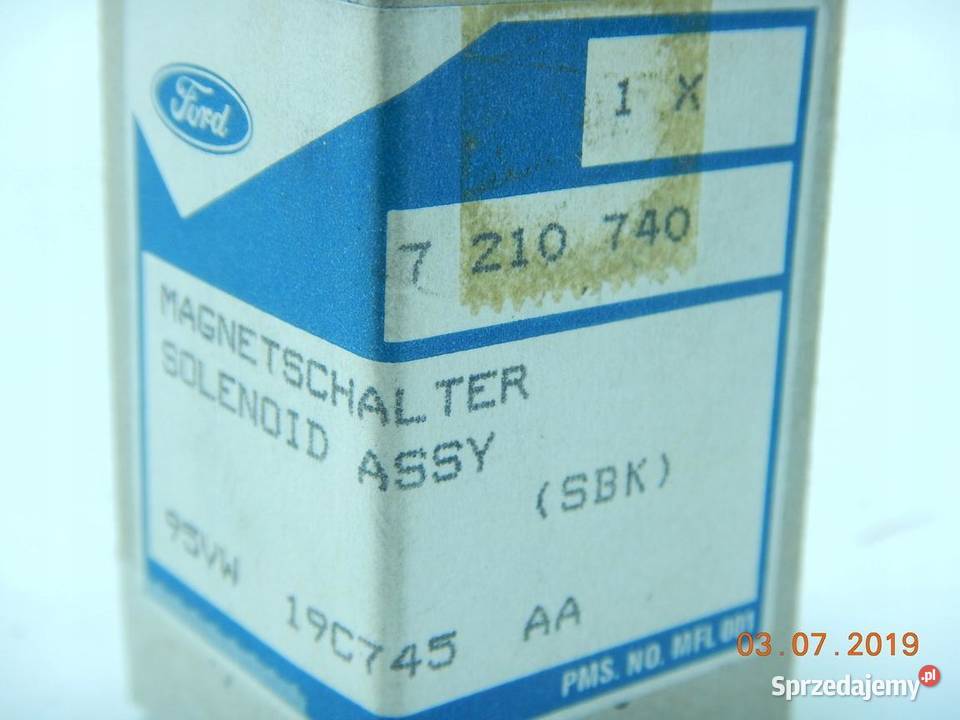 Ford
1 X
7 210 740
MAGNETSCHALTER
SOLENOID ASSY
(SBK)
95VW 19C745 AA
PMS. NO. MFL 001
03.07.2019
Sprzedajemy.pl